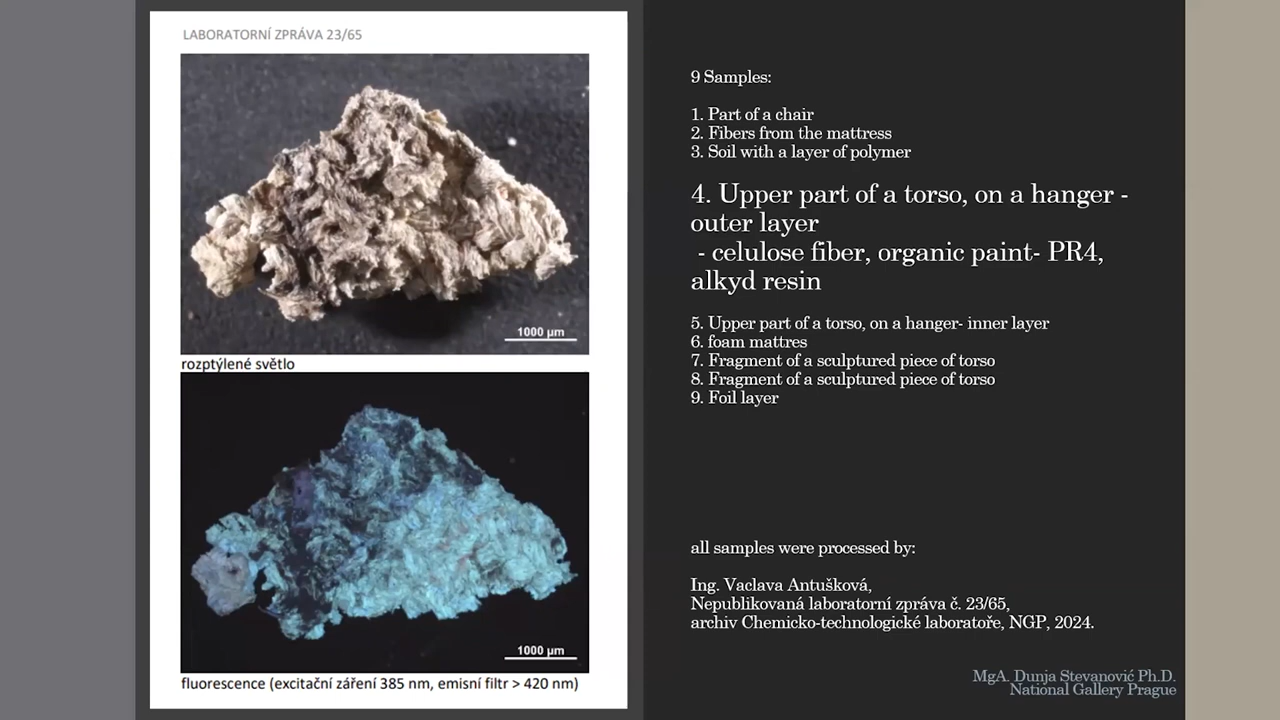 LABORATORNÍ ZPRÁVA 23/65
1000 µm
rozptýlené světlo
1000 µm
fluorescence (excitační záření 385 nm, emisní filtr > 420 nm)
9 Samples:
1. Part of a chair
2. Fibers from the mattress
3. Soil with a layer of polymer
4. Upper part of a torso, on a hanger -
outer layer
- celulose fiber, organic paint- PR4,
alkyd resin
5. Upper part of a torso, on a hanger- inner layer
6. foam mattres
7. Fragment of a sculptured piece of torso
8. Fragment of a sculptured piece of torso
9. Foil layer
all samples were processed by:
Ing. Vaclava Antušková,
Nepublikovaná laboratorní zpráva č. 23/65,
archiv Chemicko-technologické laboratoře, NGP, 2024.
MgA. Dunja Stevanović Ph.D.
National Gallery Prague